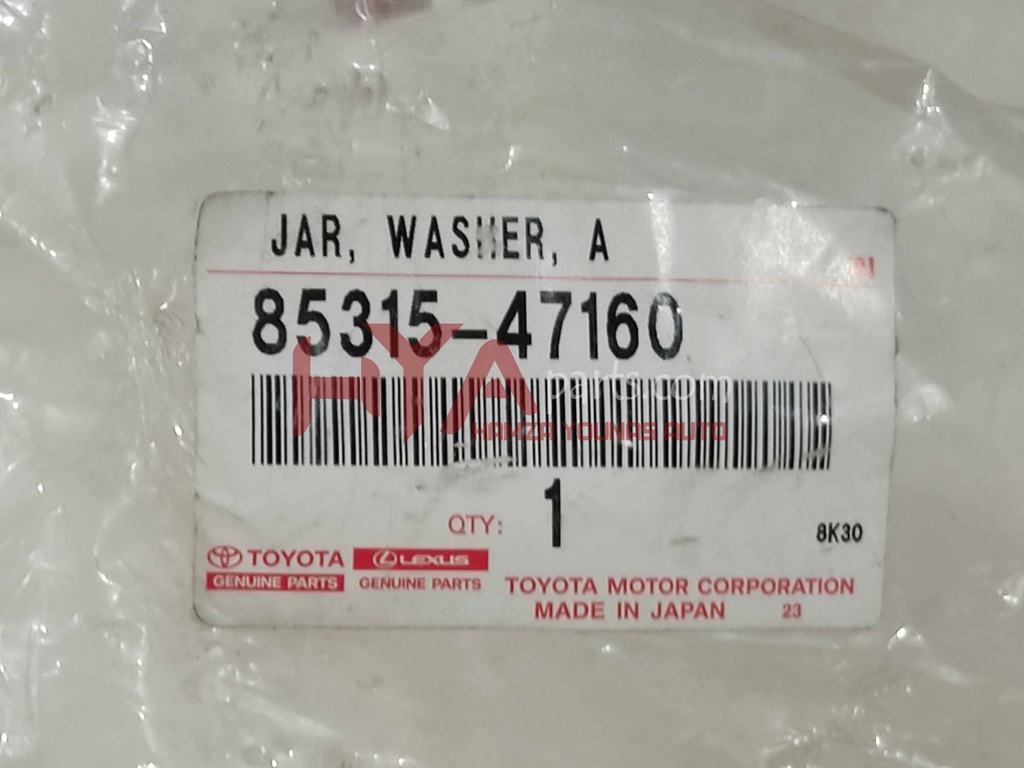 JAR, WASHER, A
85315-47160
HYA parts.com
HAMZA YOUNAS AUTO
QTY: 1
8K30
TOYOTA LEXUS
GENUINE PARTS GENUINE PARTS
TOYOTA MOTOR CORPORATION
MADE IN JAPAN 23